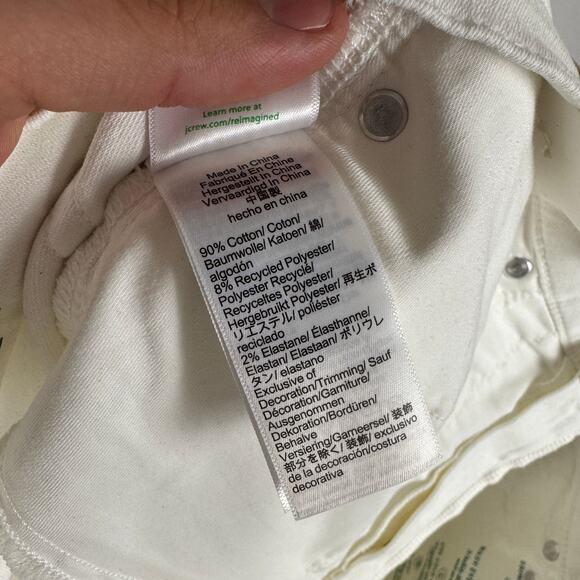 Learn more at
jcrew.com/reimagined
Made In China
Fabriqué En Chine
Hergestellt in China
Vervaardigd in China
中国製
hecho en china
90% Cotton/ Coton/
Baumwolle/ Katoen/ 綿/
algodón
8% Recycled Polyester/
Polyester Recyclé/
Recyceltes Polyester/
Hergebruikt Polyester/ 再生ポ
リエステル/ poliéster
reciclado
2% Elastane/ Élasthanne/
Elastan/ Elastaan/ ポリウレ
タン/ elastano
Exclusive of
Decoration/Trimming/ Sauf
Décoration/Garniture/
Ausgenommen
Dekoration/Bordüren/
Behalve
Versiering/Garneersel/ 装飾
部分を除く/ 装飾/ exclusivo
de la decoración/costura
decorativa